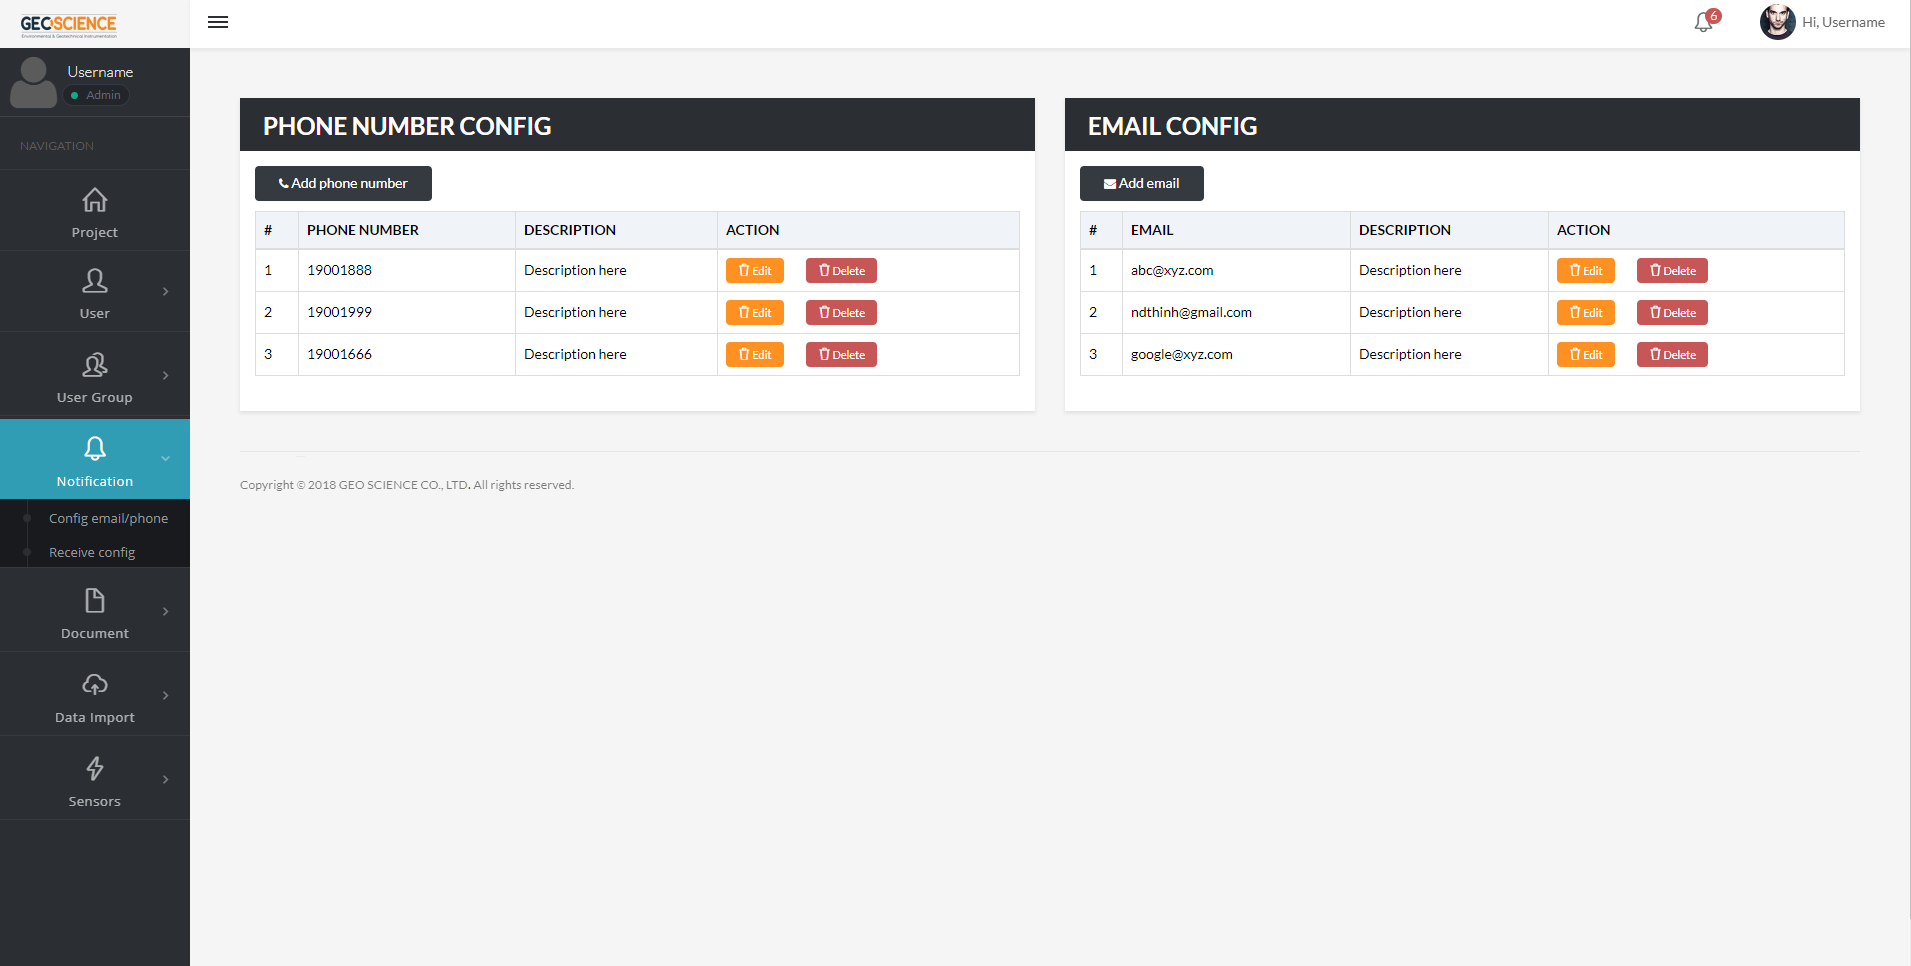 GEOSCIENCE
Environmental & Geotechnical Instrumentation
6
Hi, Username
Username
Admin
NAVIGATION
Project
User
User Group
Notification
Config email/phone
Receive config
Document
Data Import
Sensors
PHONE NUMBER CONFIG
Add phone number
# PHONE NUMBER DESCRIPTION ACTION
1 19001888 Description here Edit Delete
2 19001999 Description here Edit Delete
3 19001666 Description here Edit Delete
EMAIL CONFIG
Add email
# EMAIL DESCRIPTION ACTION
1 abc@xyz.com Description here Edit Delete
2 ndthinh@gmail.com Description here Edit Delete
3 google@xyz.com Description here Edit Delete
Copyright © 2018 GEO SCIENCE CO., LTD. All rights reserved.